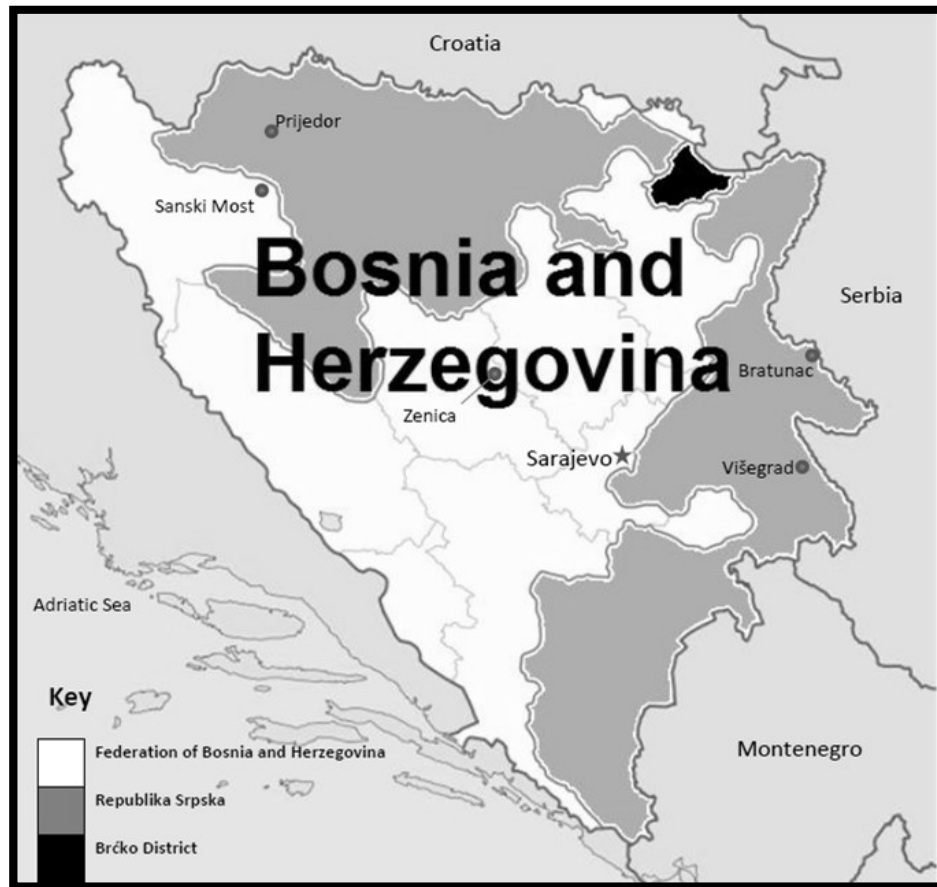 Croatia
Prijedor
Sanski Most
Bosnia and
Herzegovina
Serbia
Bratunac
Zenica
Sarajevo
Višegrad
Adriatic Sea
Key
Montenegro
Federation of Bosnia and Herzegovina
Republika Srpska
Brćko District